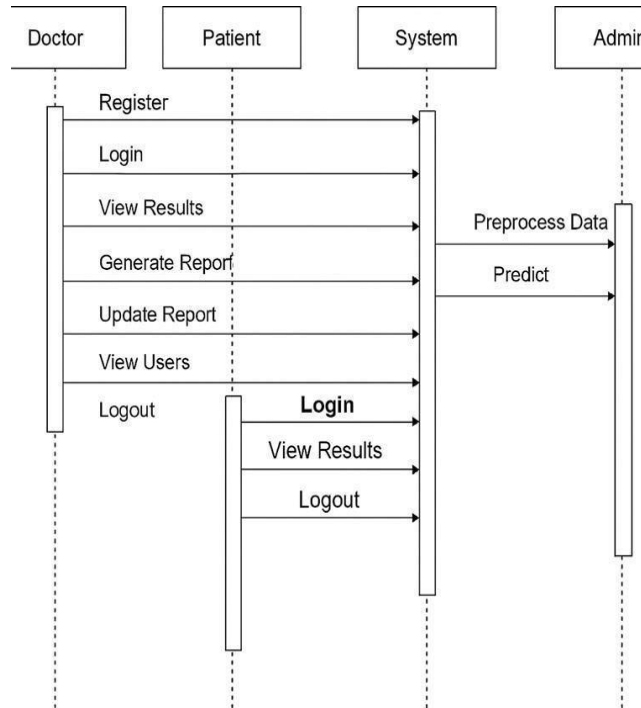 Doctor
Patient
System
Admin
Register
Login
View Results
Preprocess Data
Generate Report
Predict
Update Report
View Users
Logout
Login
View Results
Logout